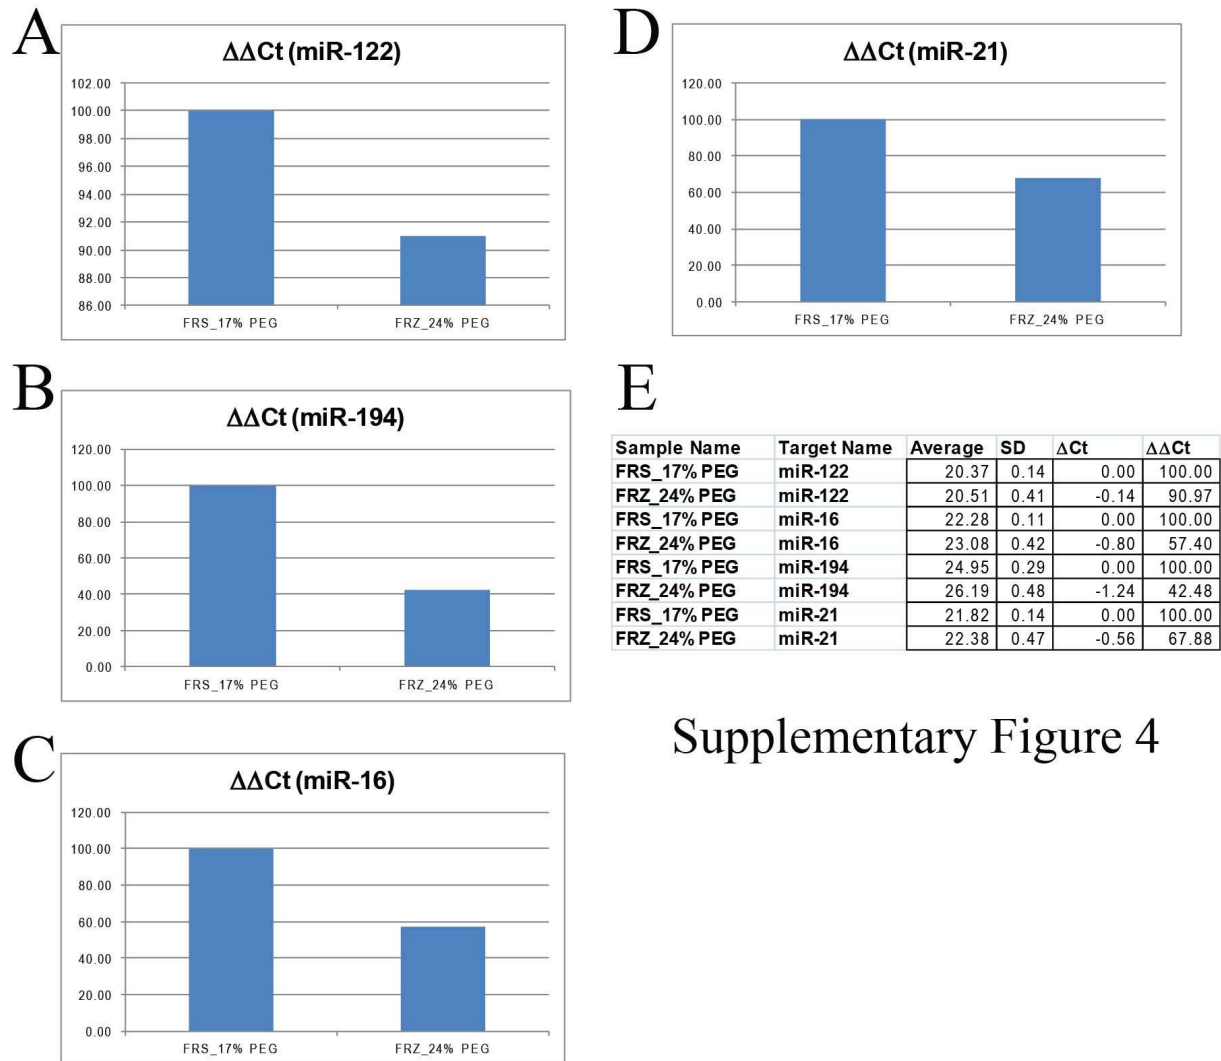 A
ΔΔCt (miR-122)
102.00
100.00
98.00
96.00
94.00
92.00
90.00
88.00
86.00
FRS_17% PEG FRZ_24% PEG
B
ΔΔCt (miR-194)
120.00
100.00
80.00
60.00
40.00
20.00
0.00
FRS_17% PEG FRZ_24% PEG
C
ΔΔCt (miR-16)
120.00
100.00
80.00
60.00
40.00
20.00
0.00
FRS_17% PEG FRZ_24% PEG
D
ΔΔCt (miR-21)
120.00
100.00
80.00
60.00
40.00
20.00
0.00
FRS_17% PEG FRZ_24% PEG
E
Sample Name Target Name Average SD ΔCt ΔΔCt
FRS_17% PEG miR-122 20.37 0.14 0.00 100.00
FRZ_24% PEG miR-122 20.51 0.41 -0.14 90.97
FRS_17% PEG miR-16 22.28 0.11 0.00 100.00
FRZ_24% PEG miR-16 23.08 0.42 -0.80 57.40
FRS_17% PEG miR-194 24.95 0.29 0.00 100.00
FRZ_24% PEG miR-194 26.19 0.48 -1.24 42.48
FRS_17% PEG miR-21 21.82 0.14 0.00 100.00
FRZ_24% PEG miR-21 22.38 0.47 -0.56 67.88
Supplementary Figure 4